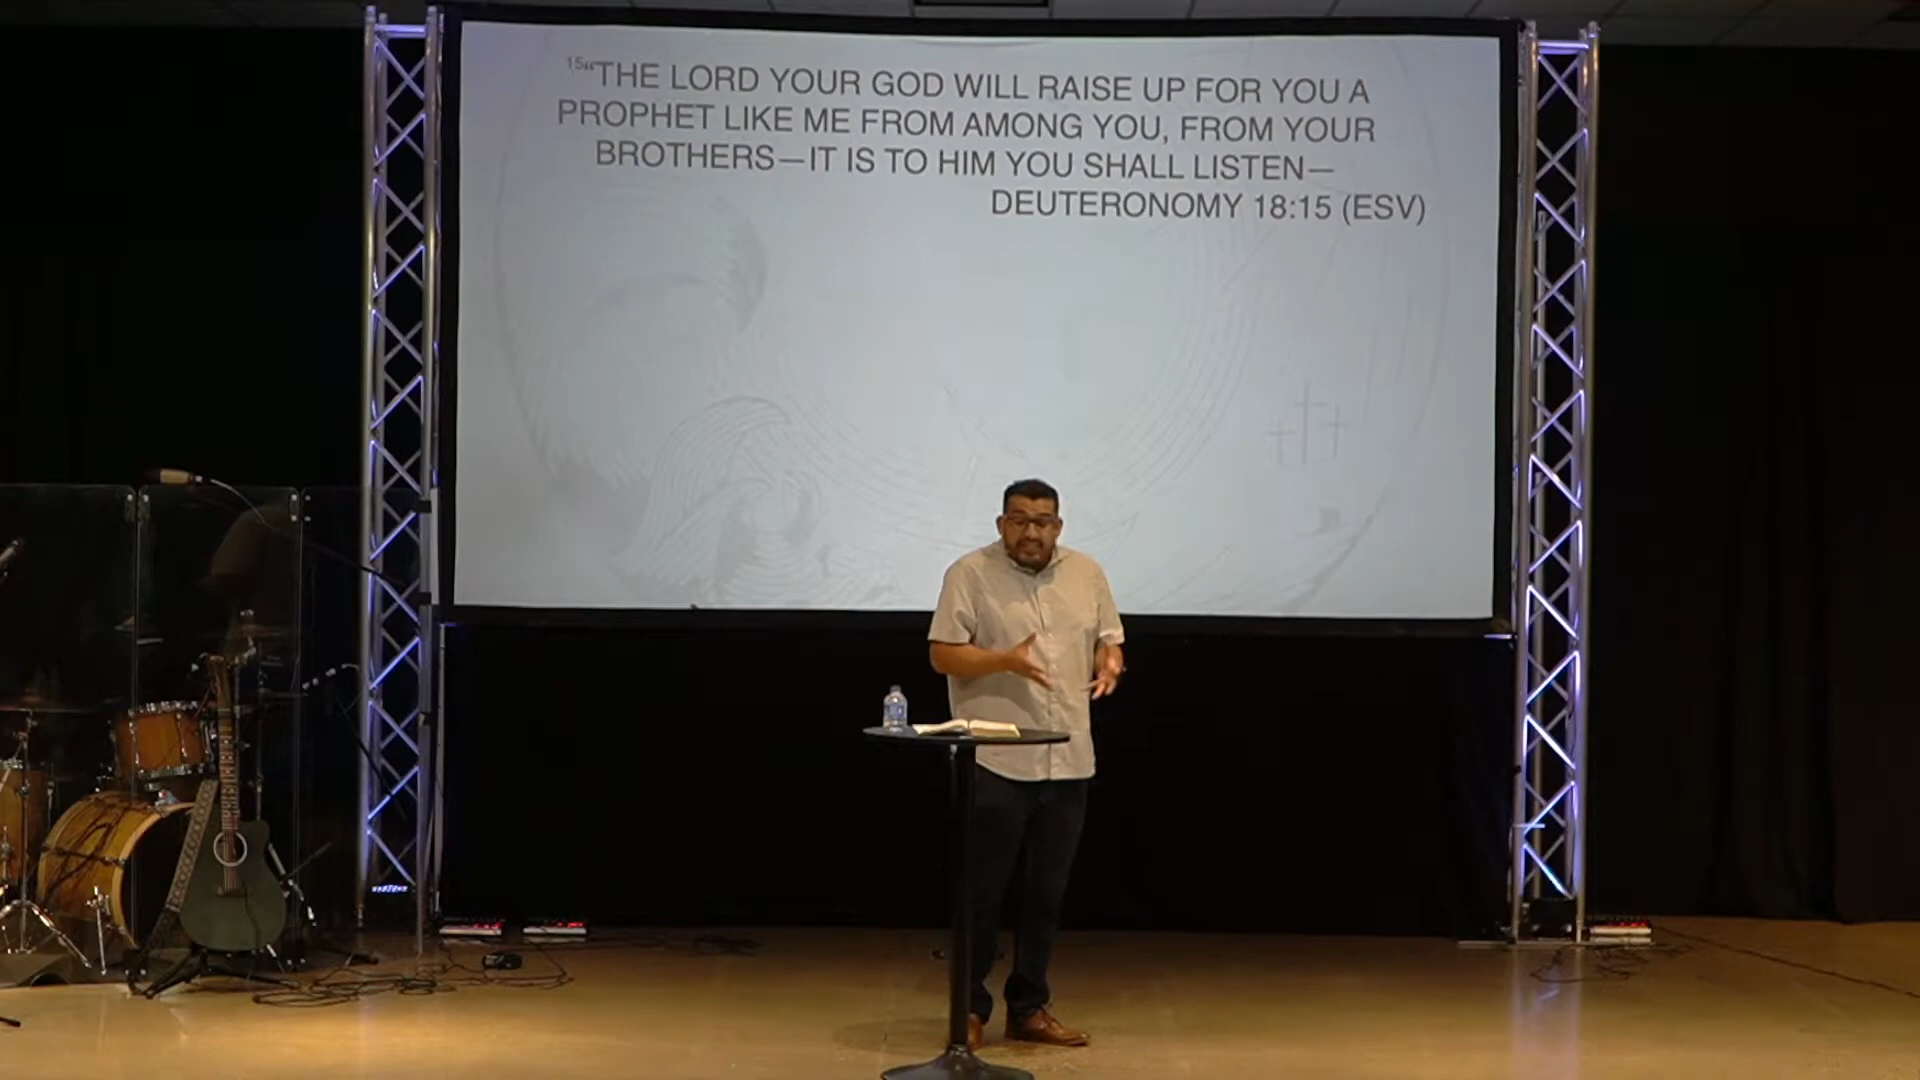 15“THE LORD YOUR GOD WILL RAISE UP FOR YOU A
PROPHET LIKE ME FROM AMONG YOU, FROM YOUR
BROTHERS—IT IS TO HIM YOU SHALL LISTEN—
DEUTERONOMY 18:15 (ESV)